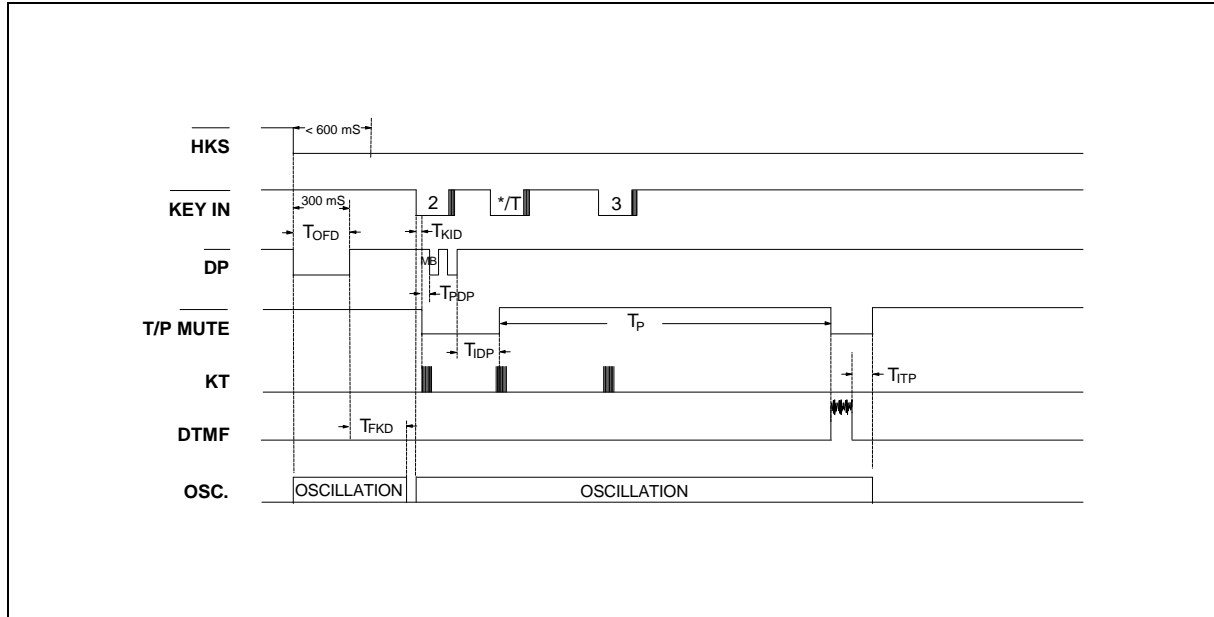 < 600 mS
HKS
KEY IN
2
*/T
3
300 mS
TOFD
TKID
DP
MB
TPDP
T/P MUTE
TP
TIDP
KT
TITP
DTMF
TFKD
OSC.
OSCILLATION
OSCILLATION